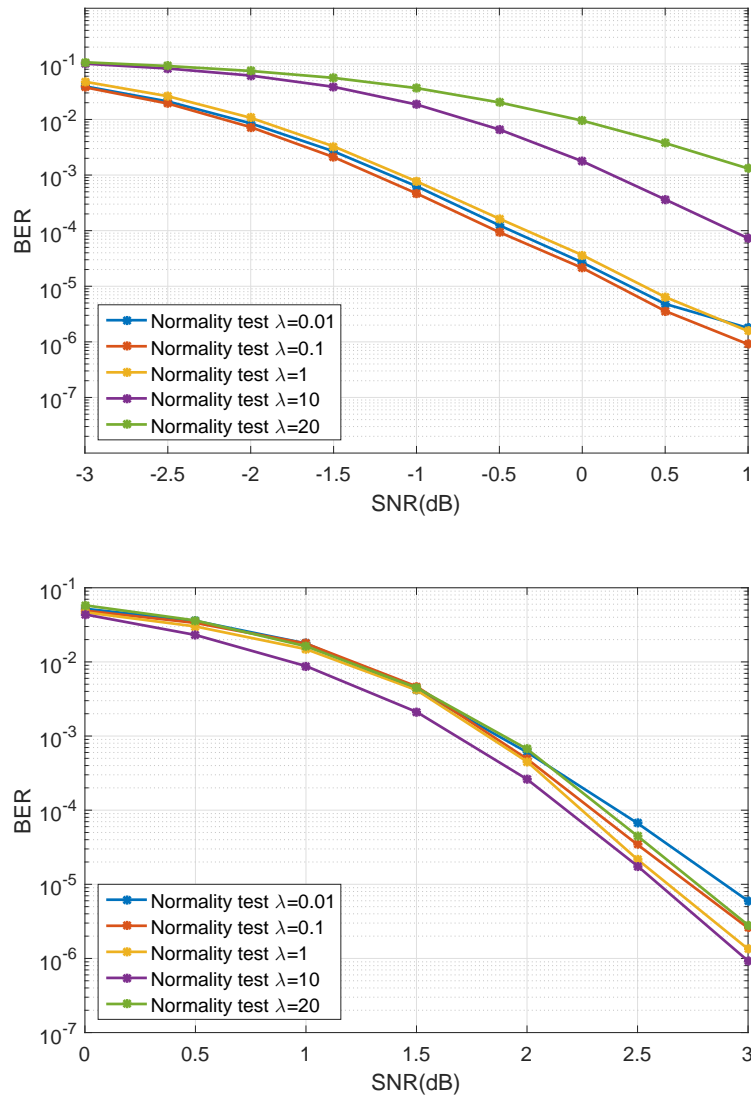 10^-1
10^-2
10^-3
10^-4
10^-5
10^-6
10^-7
BER
Normality test λ=0.01
Normality test λ=0.1
Normality test λ=1
Normality test λ=10
Normality test λ=20
-3 -2.5 -2 -1.5 -1 -0.5 0 0.5 1
SNR(dB)
10^-1
10^-2
10^-3
10^-4
10^-5
10^-6
10^-7
BER
Normality test λ=0.01
Normality test λ=0.1
Normality test λ=1
Normality test λ=10
Normality test λ=20
0 0.5 1 1.5 2 2.5 3
SNR(dB)